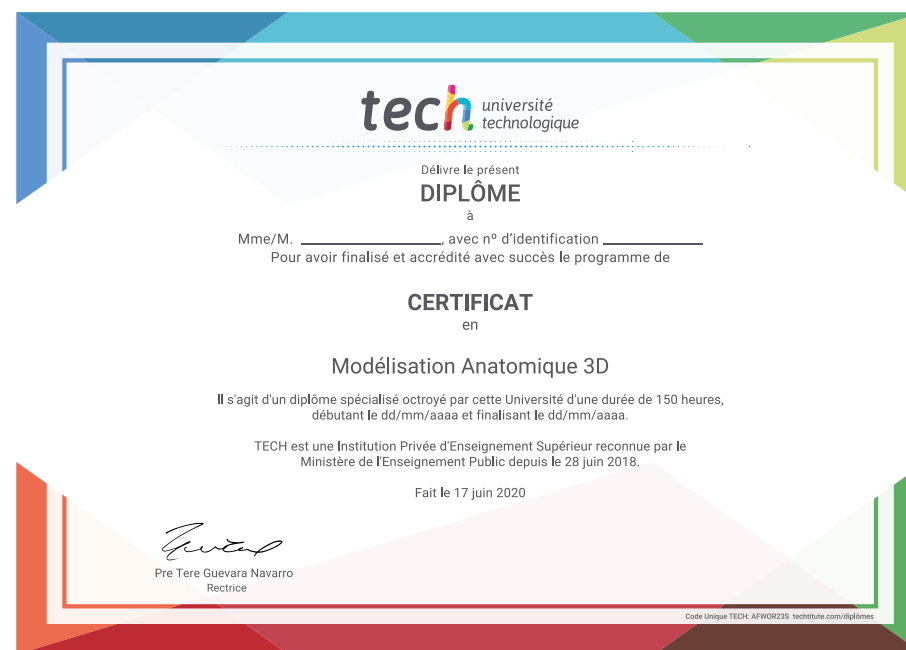 tech université
technologique
Délivre le présent
DIPLÔME
à
Mme/M. ____________________, avec nº d'identification ______________
Pour avoir finalisé et accrédité avec succès le programme de
CERTIFICAT
en
Modélisation Anatomique 3D
Il s'agit d'un diplôme spécialisé octroyé par cette Université d'une durée de 150 heures,
débutant le dd/mm/aaaa et finalisant le dd/mm/aaaa.
TECH est une Institution Privée d'Enseignement Supérieur reconnue par le
Ministère de l'Enseignement Public depuis le 28 juin 2018.
Fait le 17 juin 2020
Pre Tere Guevara Navarro
Rectrice
Code Unique TECH: AFWOR23S techtitute.com/diplômes